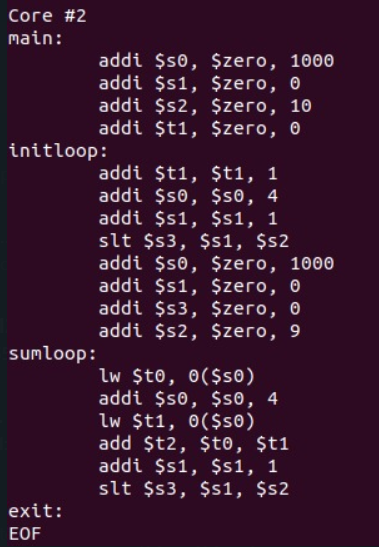 Core #2
main:
addi $s0, $zero, 1000
addi $s1, $zero, 0
addi $s2, $zero, 10
addi $t1, $zero, 0
initloop:
addi $t1, $t1, 1
addi $s0, $s0, 4
addi $s1, $s1, 1
slt $s3, $s1, $s2
addi $s0, $zero, 1000
addi $s1, $zero, 0
addi $s3, $zero, 0
addi $s2, $zero, 9
sumloop:
lw $t0, 0($s0)
addi $s0, $s0, 4
lw $t1, 0($s0)
add $t2, $t0, $t1
addi $s1, $s1, 1
slt $s3, $s1, $s2
exit:
EOF